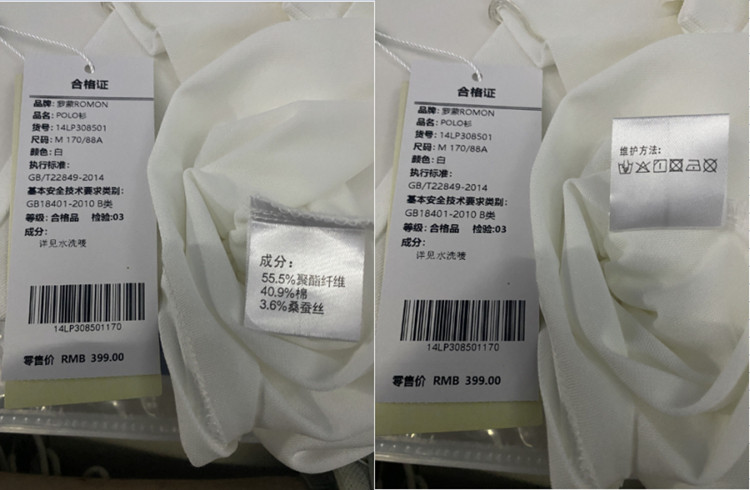 合格证
品牌: 萝蒙ROMON
品名: POLO衫
货号: 14LP308501
尺码: M 170/88A
颜色: 白
执行标准:
GB/T22849-2014
基本安全技术要求类别:
GB18401-2010 B类
等级: 合格品 检验:03
成分:
详见水洗唛
14LP308501170
零售价 RMB 399.00
成分:
55.5%聚酯纤维
40.9%棉
3.6%桑蚕丝
合格证
品牌: 萝蒙ROMON
品名: POLO衫
货号: 14LP308501
尺码: M 170/88A
颜色: 白
执行标准:
GB/T22849-2014
基本安全技术要求类别:
GB18401-2010 B类
等级: 合格品 检验:03
成分:
详见水洗唛
14LP308501170
零售价 RMB 399.00
维护方法: